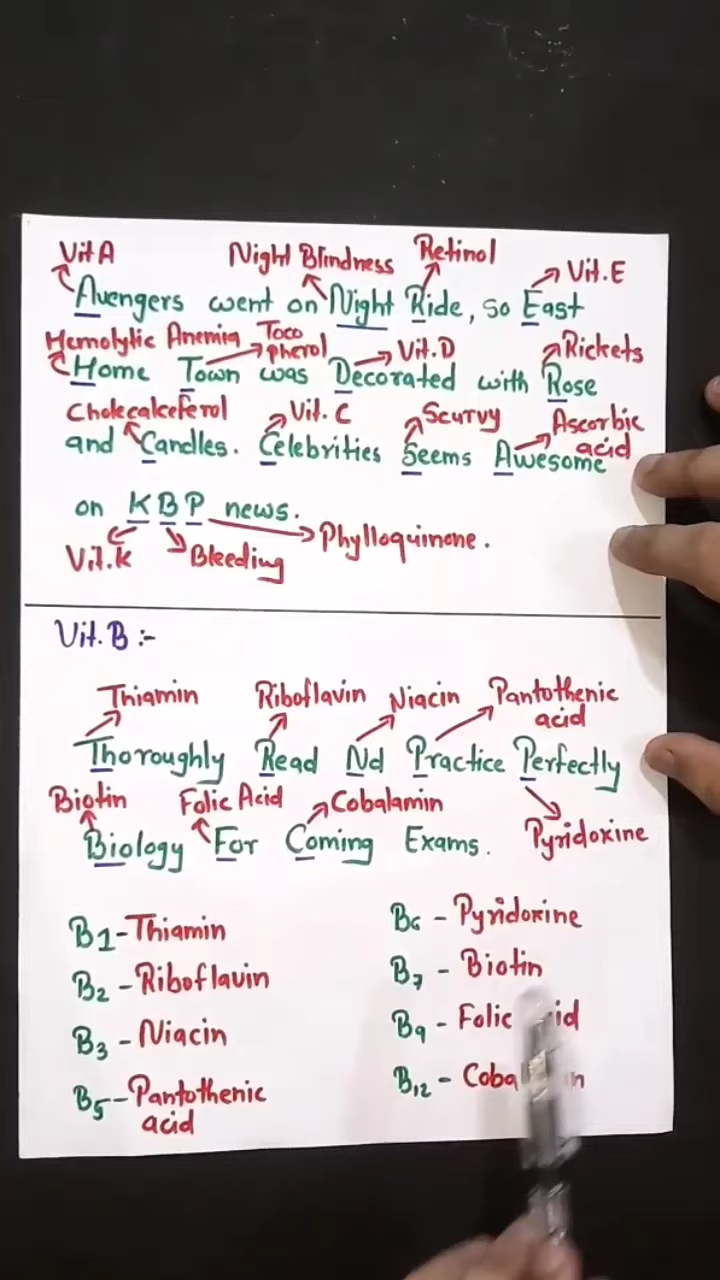 Vit A Night Blindness Retinol Vit. E
Avengers went on Night Ride, so East
Hemolytic Anemia Toco pherol Vit. D Rickets
Home Town was Decorated with Rose
Cholecalceferol Vit. C Scurvy Ascorbic acid
and Candles. Celebrities Seems Awesome
on KBP news.
Vit. K Bleeding Phylloquinone.
Vit. B :-
Thiamin Riboflavin Niacin Pantothenic acid
Thoroughly Read Nd Practice Perfectly
Biotin Folic Acid Cobalamin Pyridoxine
Biology For Coming Exams.
B1 - Thiamin
B2 - Riboflavin
B3 - Niacin
B5 - Pantothenic
acid
B6 - Pyridoxine
B7 - Biotin
B9 - Folic
B12 -